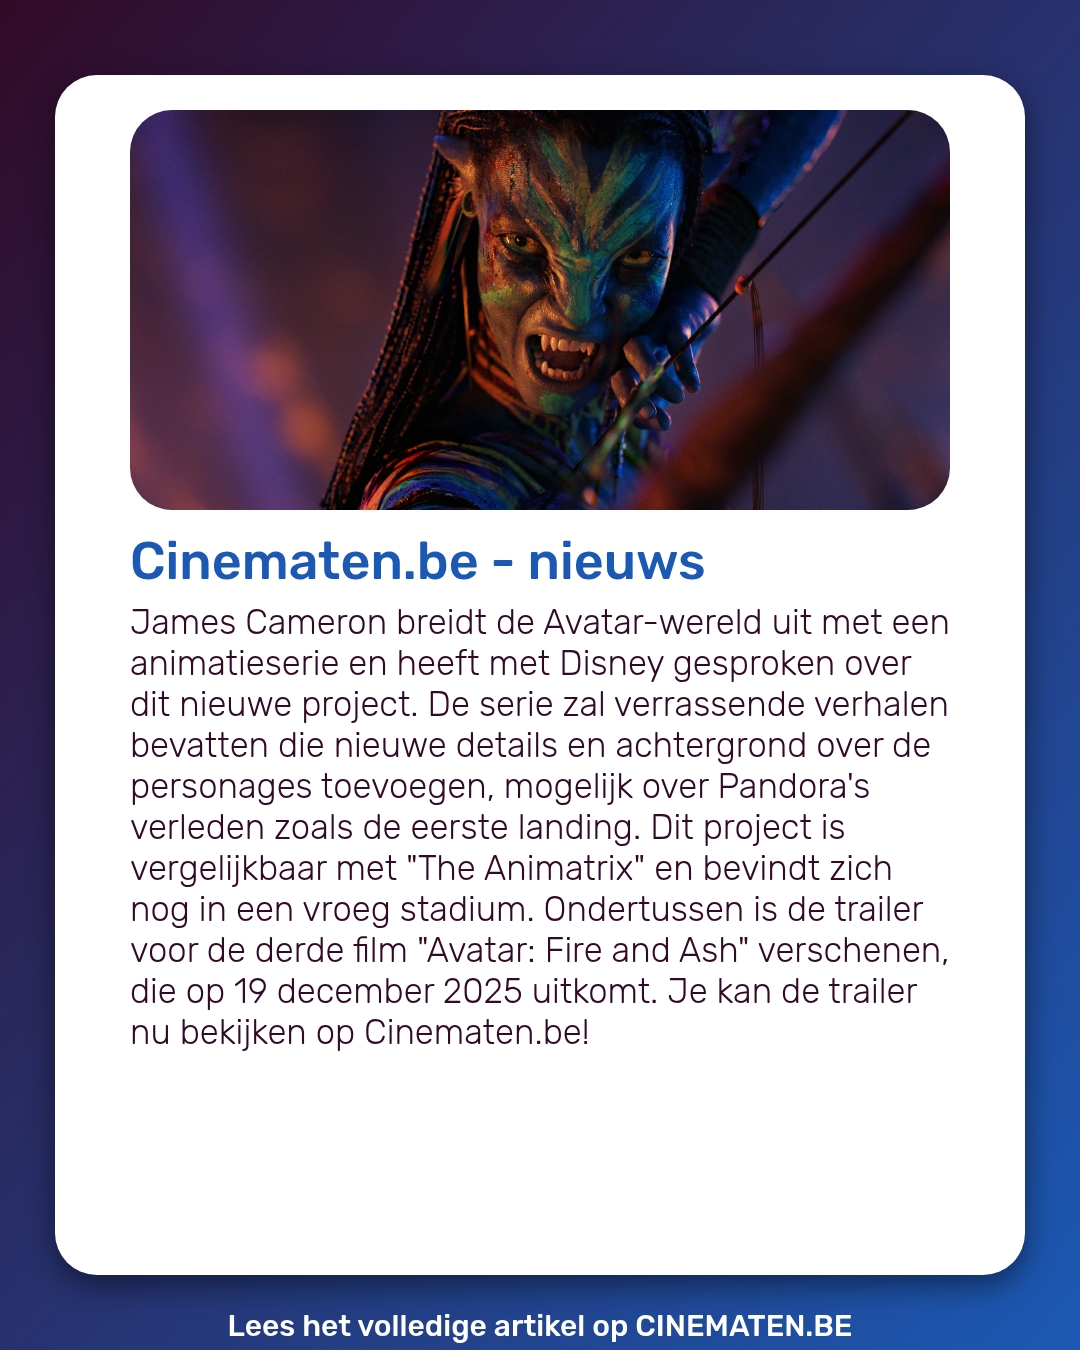 Cinematen.be - nieuws
James Cameron breidt de Avatar-wereld uit met een
animatieserie en heeft met Disney gesproken over
dit nieuwe project. De serie zal verrassende verhalen
bevatten die nieuwe details en achtergrond over de
personages toevoegen, mogelijk over Pandora's
verleden zoals de eerste landing. Dit project is
vergelijkbaar met "The Animatrix" en bevindt zich
nog in een vroeg stadium. Ondertussen is de trailer
voor de derde film "Avatar: Fire and Ash" verschenen,
die op 19 december 2025 uitkomt. Je kan de trailer
nu bekijken op Cinematen.be!
Lees het volledige artikel op CINEMATEN.BE